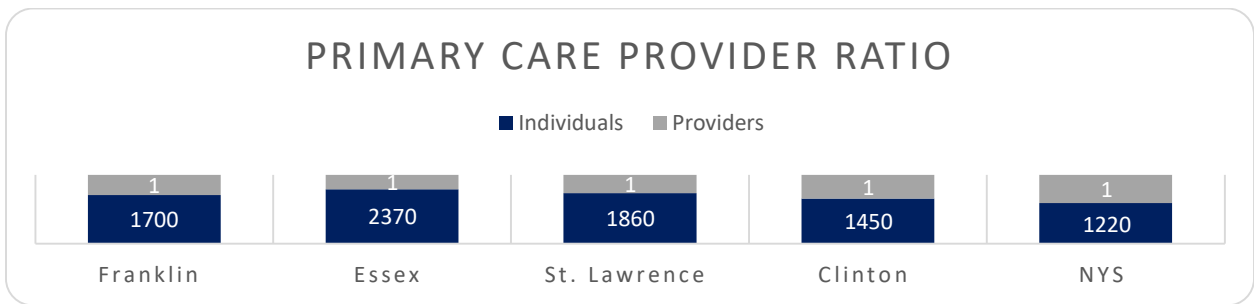 PRIMARY CARE PROVIDER RATIO
Individuals Providers
1 1 1 1 1
1700 2370 1860 1450 1220
Franklin Essex St. Lawrence Clinton NYS